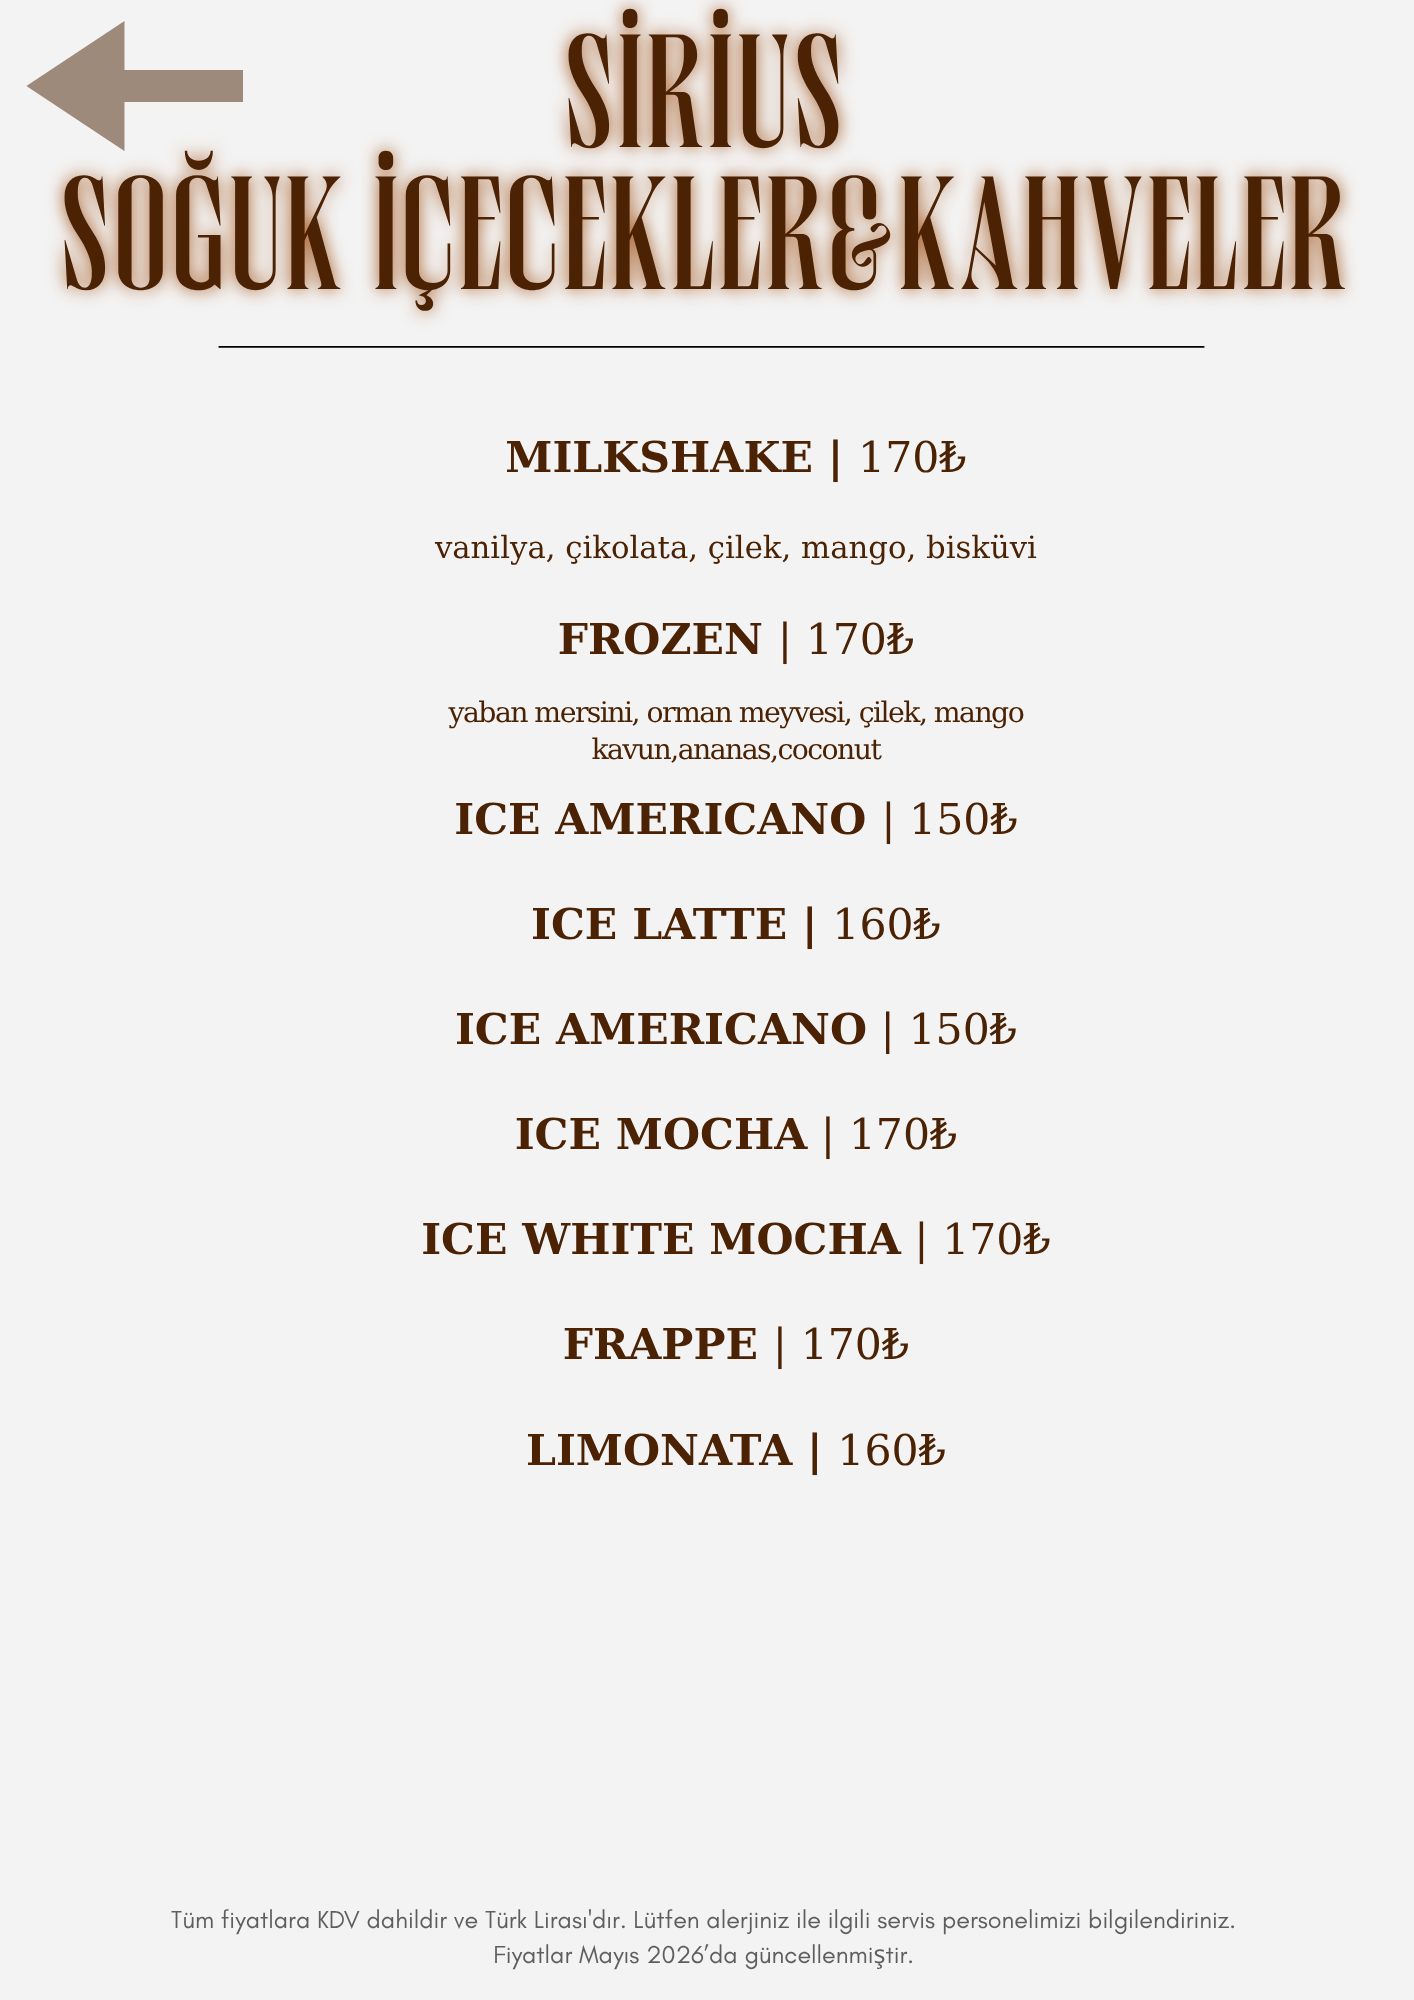 SİRİUS
SOĞUK İÇECEKLER&KAHVELER
MILKSHAKE | 170₺
vanilya, çikolata, çilek, mango, bisküvi
FROZEN | 170₺
yaban mersini, orman meyvesi, çilek, mango
kavun,ananas,coconut
ICE AMERICANO | 150₺
ICE LATTE | 160₺
ICE AMERICANO | 150₺
ICE MOCHA | 170₺
ICE WHITE MOCHA | 170₺
FRAPPE | 170₺
LIMONATA | 160₺
Tüm fiyatlara KDV dahildir ve Türk Lirası'dır. Lütfen alerjiniz ile ilgili servis personelimizi bilgilendiriniz.
Fiyatlar Mayıs 2026’da güncellenmiştir.